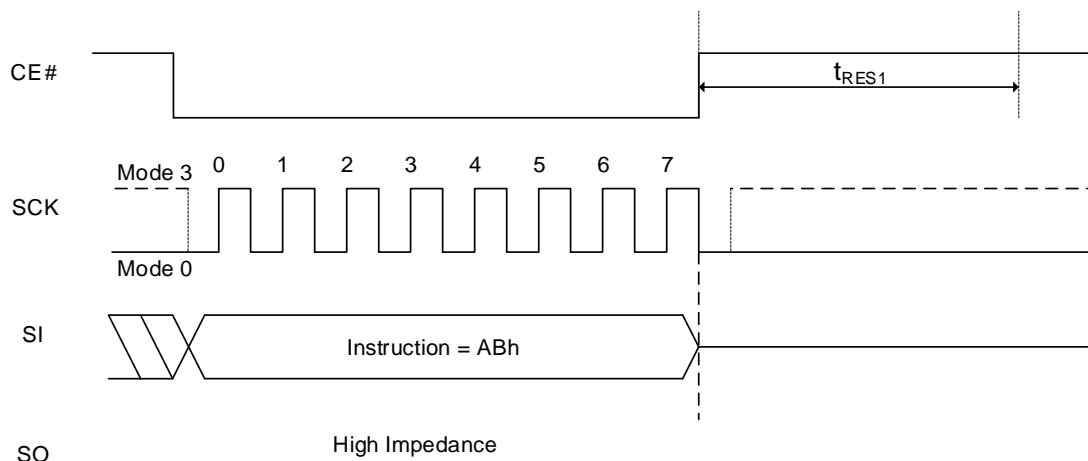 CE#
tRES1
Mode 3
0 1 2 3 4 5 6 7
SCK
Mode 0
SI
Instruction = ABh
High Impedance
SO